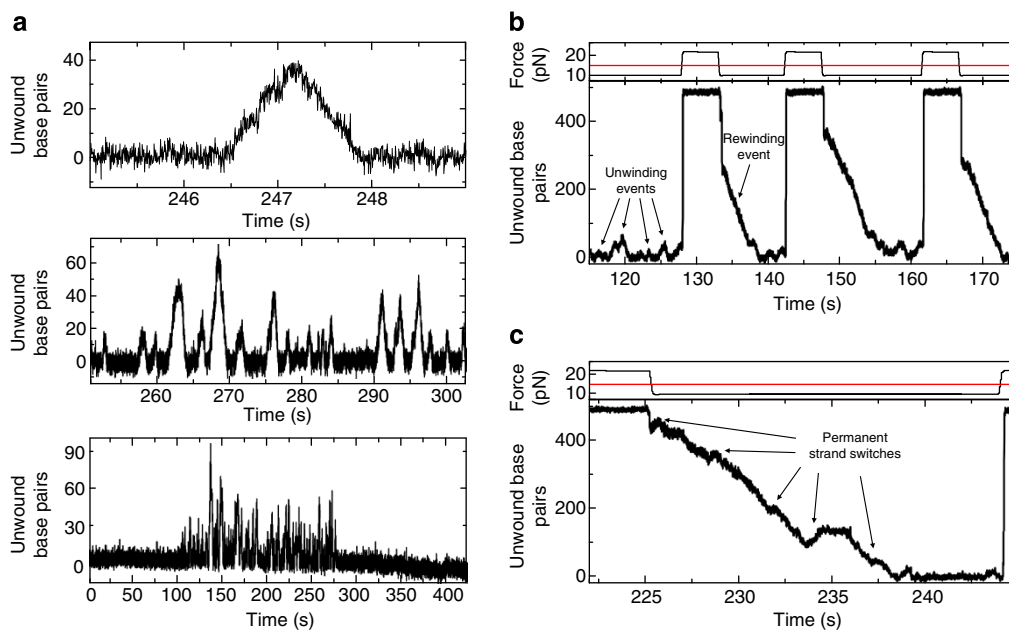 a
Unwound
base pairs
40
20
0
246
247
248
Time (s)
Unwound
base pairs
60
40
20
0
260
270
280
290
300
Time (s)
Unwound
base pairs
90
60
30
0
0
50
100
150
200
250
300
350
400
Time (s)
b
Force
(pN)
20
10
Unwound base
pairs
400
200
0
Unwinding
events
Rewinding
event
120
130
140
150
160
170
Time (s)
c
Force
(pN)
20
10
Unwound base
pairs
400
200
0
Permanent
strand switches
225
230
235
240
Time (s)